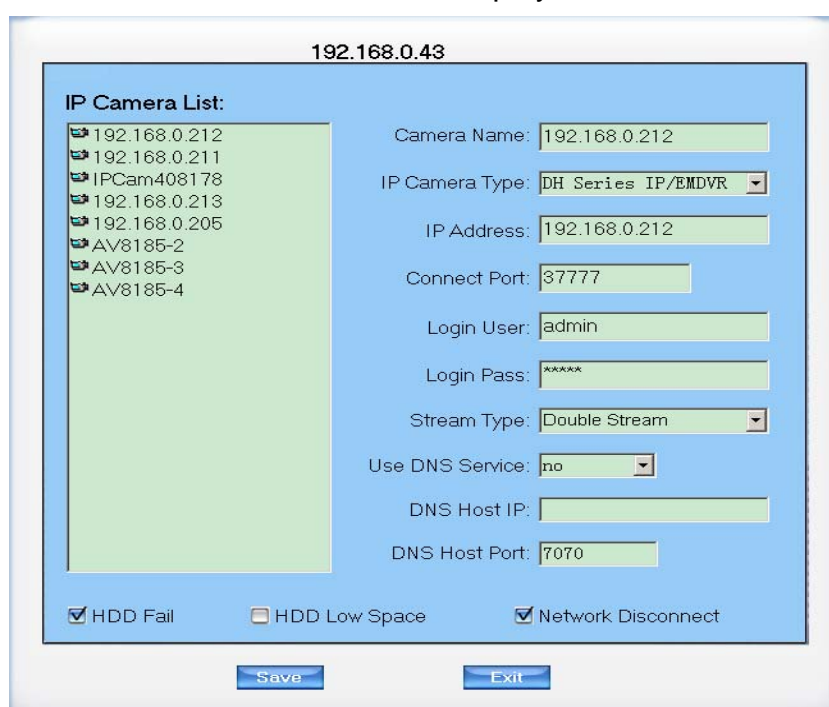 192.168.0.43
IP Camera List:
192.168.0.212
192.168.0.211
IPCam408178
192.168.0.213
192.168.0.205
AV8185-2
AV8185-3
AV8185-4
Camera Name: 192.168.0.212
IP Camera Type: DH Series IP/EMDVR
IP Address: 192.168.0.212
Connect Port: 37777
Login User: admin
Login Pass: *****
Stream Type: Double Stream
Use DNS Service: no
DNS Host IP:
DNS Host Port: 7070
HDD Fail HDD Low Space Network Disconnect
Save Exit